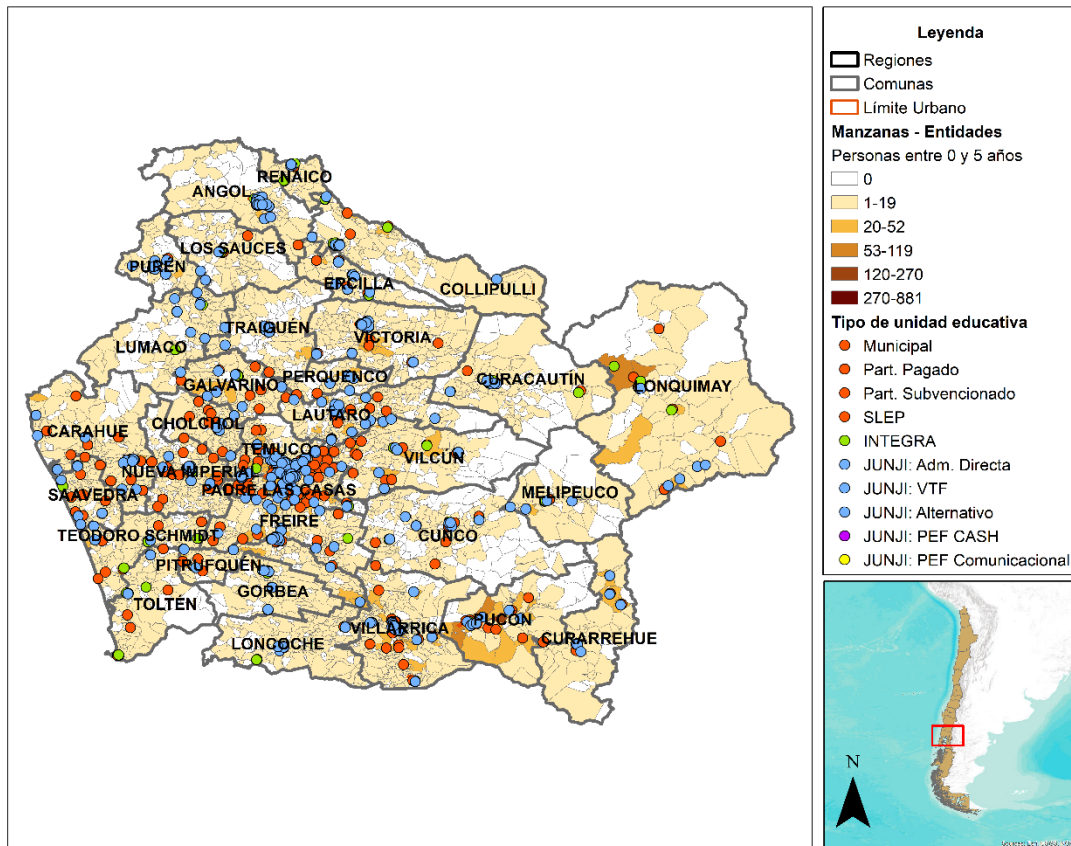 RENAICO
ANGOL
LOS SAUCES
PURÉN
ERCILLA
COLLIPULLI
TRAIGUÉN
VICTORIA
LUMACO
PERQUENCO
GALVARINO
CURACAUTÍN
LONQUIMAY
LAUTARO
CHOLCHOL
CARAHUE
TEMUCO
VILCÚN
NUEVA IMPERIAL
PADRE LAS CASAS
SAAVEDRA
MELIPEUCO
FREIRE
TEODORO SCHMIDT
CUNCO
PITRUFQUÉN
GORBEA
TOLTÉN
PUCÓN
VILLARRICA
LONCOCHE
CURARREHUE
Leyenda
Regiones
Comunas
Límite Urbano
Manzanas - Entidades
Personas entre 0 y 5 años
0
1-19
20-52
53-119
120-270
270-881
Tipo de unidad educativa
Municipal
Part. Pagado
Part. Subvencionado
SLEP
INTEGRA
JUNJI: Adm. Directa
JUNJI: VTF
JUNJI: Alternativo
JUNJI: PEF CASH
JUNJI: PEF Comunicacional
N